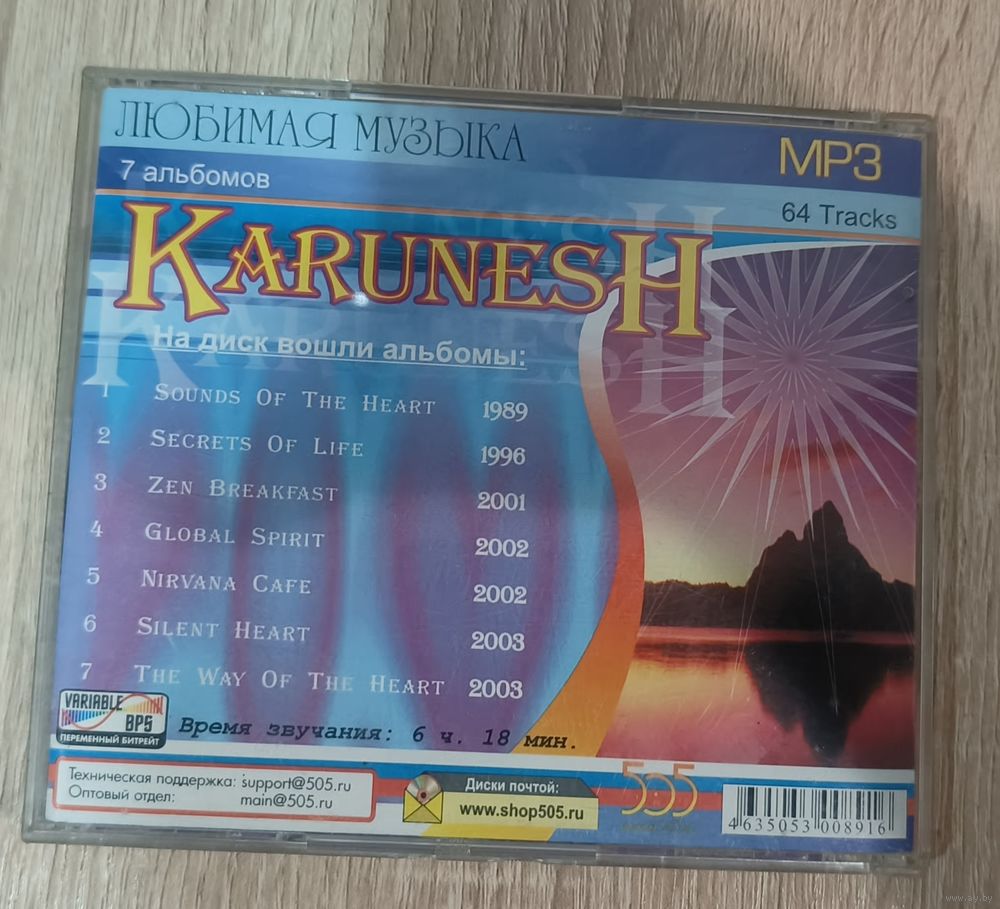 ЛЮБИМАЯ МУЗЫКА
MP3
7 альбомов
64 Tracks
KARUNESH
На диск вошли альбомы:
1 SOUNDS OF THE HEART 1989
2 SECRETS OF LIFE 1996
3 ZEN BREAKFAST 2001
4 GLOBAL SPIRIT 2002
5 NIRVANA CAFE 2002
6 SILENT HEART 2003
7 THE WAY OF THE HEART 2003
VARIABLE
BPS
ПЕРЕМЕННЫЙ БИТРЕЙТ
Время звучания: 6 ч. 18 мин.
Техническая поддержка: support@505.ru
Оптовый отдел: main@505.ru
Диски почтой:
www.shop505.ru
505
4 635053 008916
www.ay.by